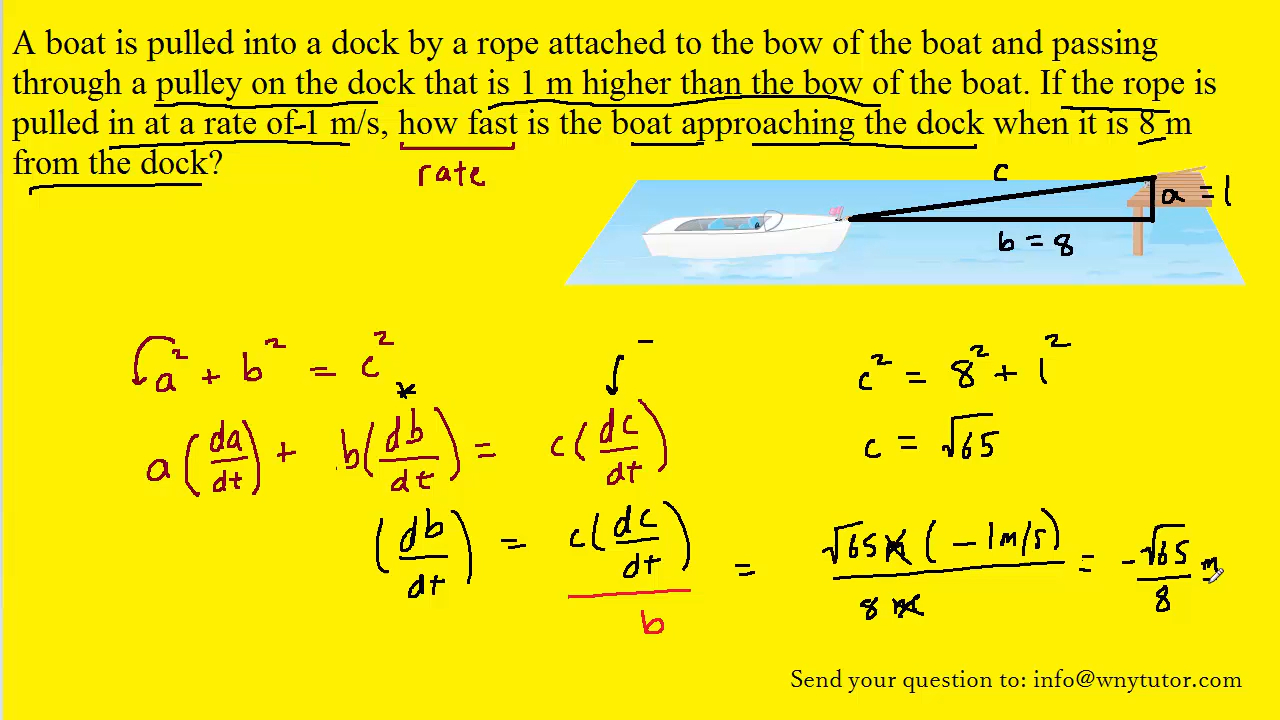 A boat is pulled into a dock by a rope attached to the bow of the boat and passing
through a pulley on the dock that is 1 m higher than the bow of the boat. If the rope is
pulled in at a rate of -1 m/s, how fast is the boat approaching the dock when it is 8 m
from the dock?
rate
c
a = 1
b = 8
a² + b² = c²
-
c² = 8² + 1²
*
a(da/dt) + b(db/dt) = c(dc/dt)
c = √65
(db/dt) = c(dc/dt)/b = √65 m(-1m/s)/8 m = -√65/8 m
Send your question to: info@wnytutor.com